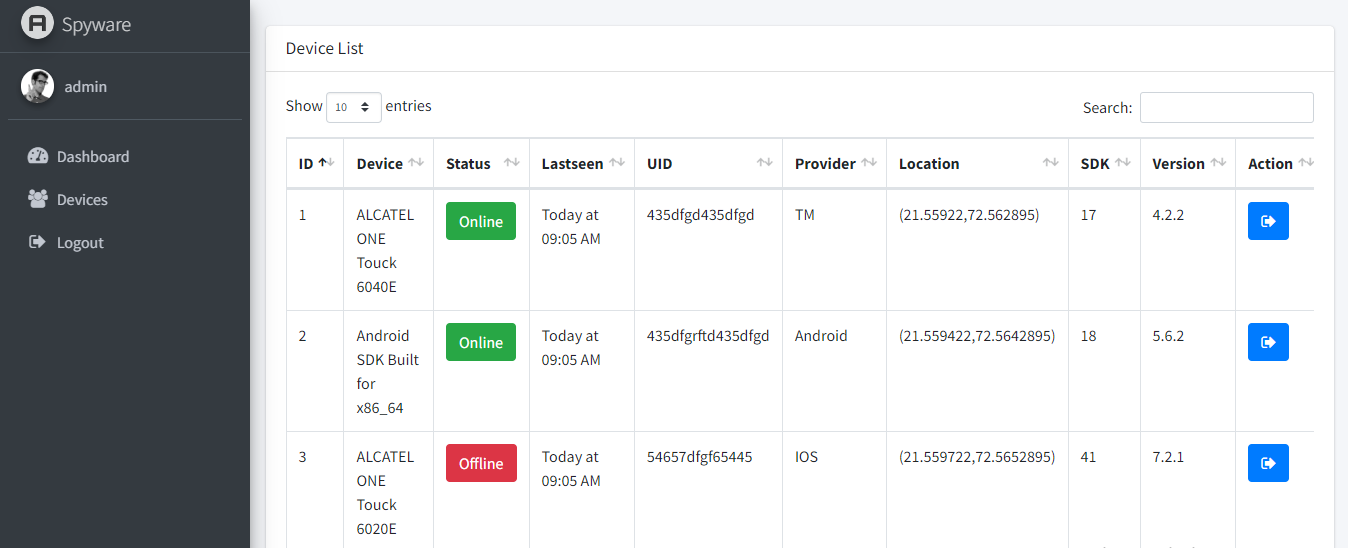 Spyware
admin
Dashboard
Devices
Logout
Device List
Show 10 entries
Search:
ID Device Status Lastseen UID Provider Location SDK Version Action
1 ALCATEL Online Today at 435dfgd435dfgd TM (21.55922,72.562895) 17 4.2.2
ONE 09:05 AM
Touck
6040E
2 Android Online Today at 435dfgrftd435dfgd Android (21.559422,72.5642895) 18 5.6.2
SDK Built 09:05 AM
for
x86_64
3 ALCATEL Offline Today at 54657dfgf65445 IOS (21.559722,72.5652895) 41 7.2.1
ONE 09:05 AM
Touck
6020E